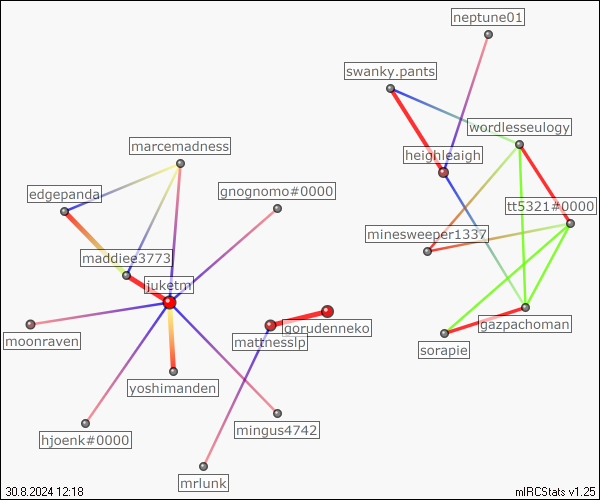 neptune01
swanky.pants
wordlesseulogy
marcemadness
heighleaigh
edgepanda
gnognomo#0000
tt5321#0000
minesweeper1337
maddiee3773
juketm
gorudenneko
gazpachoman
moonraven
mattnesslp
sorapie
yoshimanden
mingus4742
hjoenk#0000
mrlunk
30.8.2024 12:18
mIRCStats v1.25